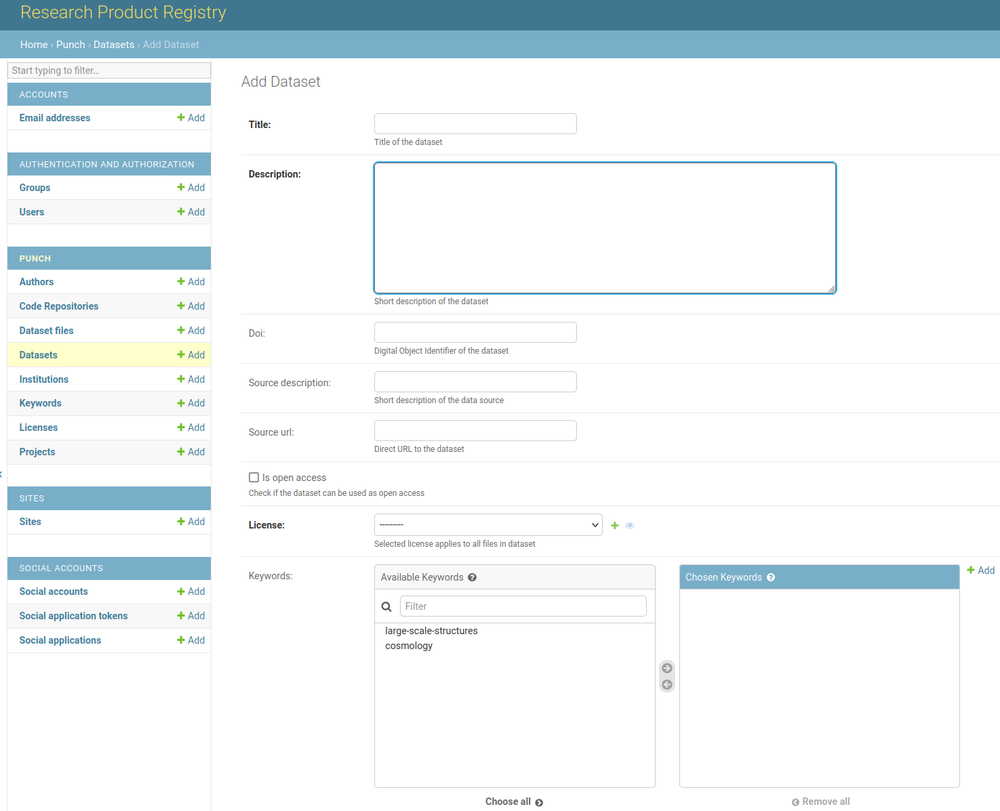 Research Product Registry
Home › Punch › Datasets › Add Dataset
Start typing to filter...
ACCOUNTS
Email addresses Add
AUTHENTICATION AND AUTHORIZATION
Groups Add
Users Add
PUNCH
Authors Add
Code Repositories Add
Dataset files Add
Datasets Add
Institutions Add
Keywords Add
Licenses Add
Projects Add
SITES
Sites Add
SOCIAL ACCOUNTS
Social accounts Add
Social application tokens Add
Social applications Add
Add Dataset
Title:
Title of the dataset
Description:
Short description of the dataset
Doi:
Digital Object Identifier of the dataset
Source description:
Short description of the data source
Source url:
Direct URL to the dataset
Is open access
Check if the dataset can be used as open access
License:
---------
Selected license applies to all files in dataset
Keywords:
Available Keywords ?
Filter
large-scale-structures
cosmology
Choose all
Chosen Keywords ?
Add
Remove all